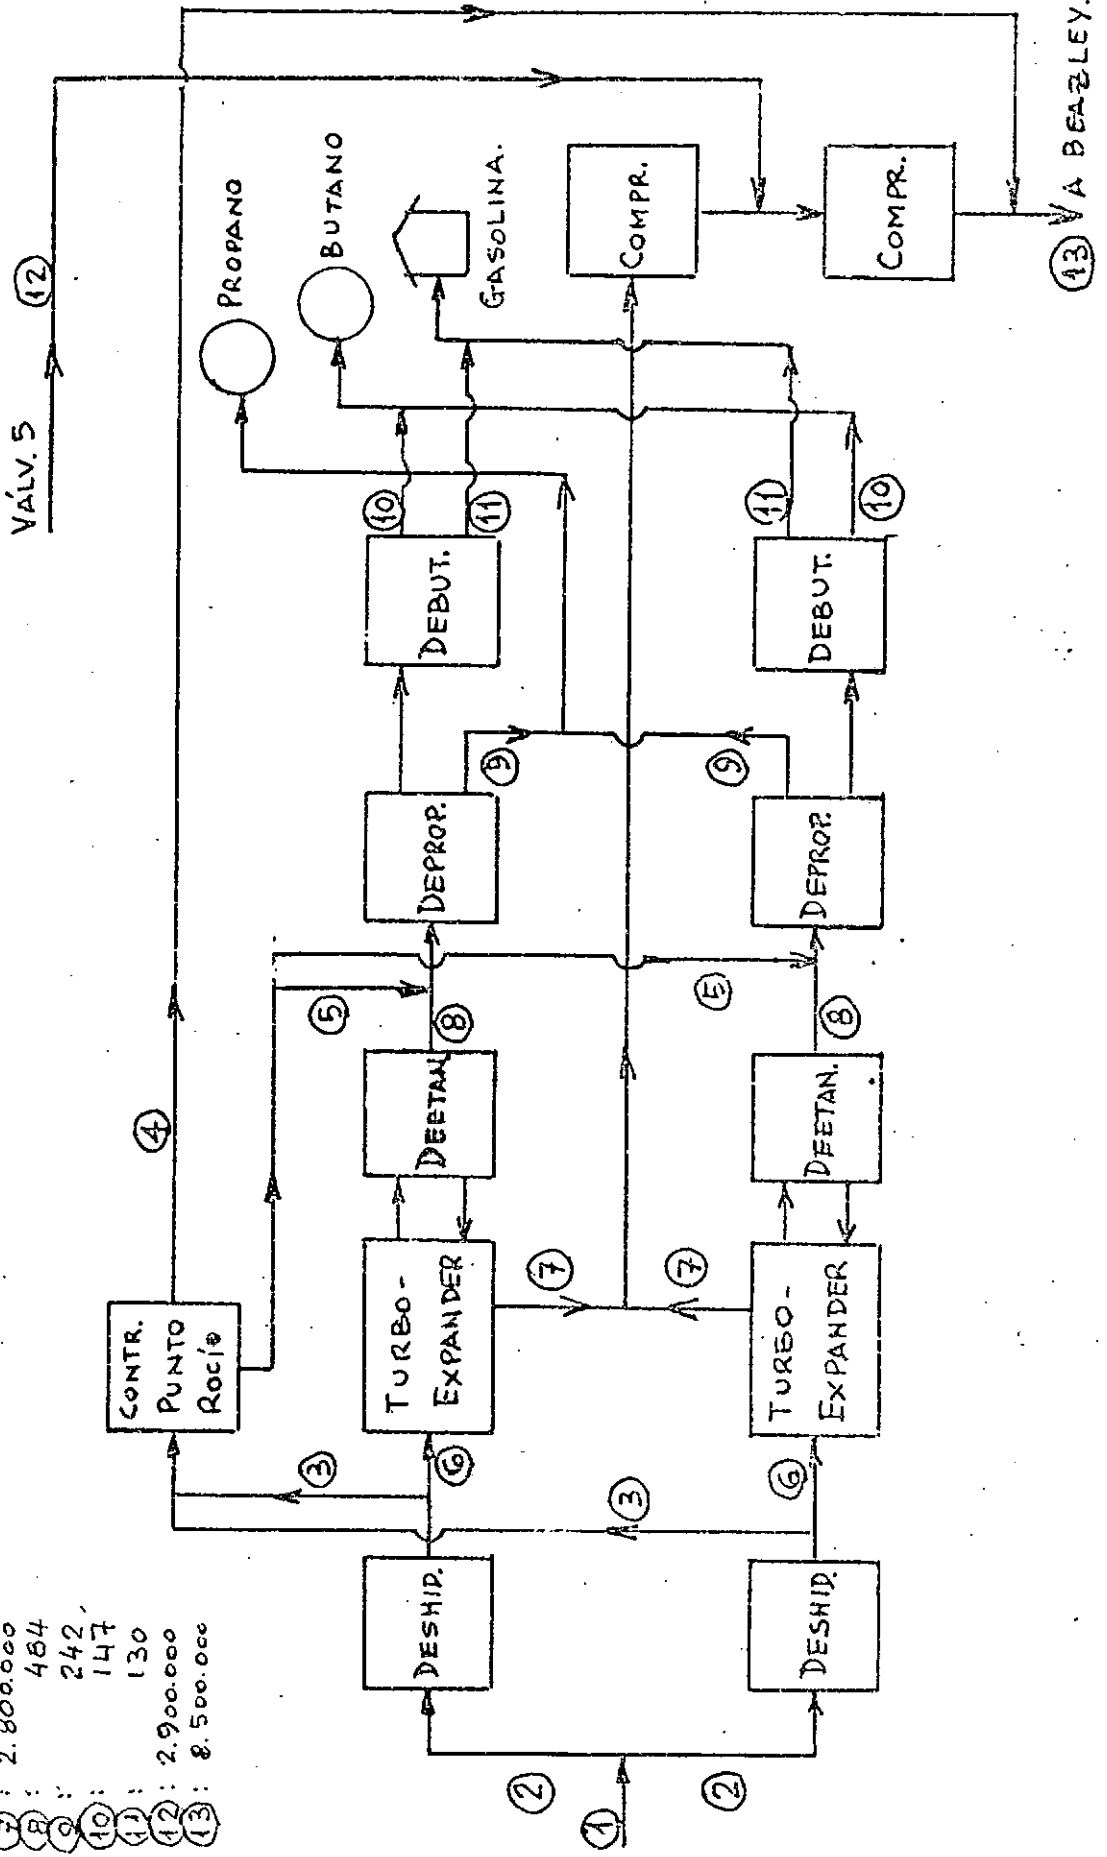 ⑦ : 2.800.000
⑧ : 484
⑨ : 242
⑩ : 147
⑪ : 130
⑫ : 2.900.000
⑬ : 8.500.000
VÁLV. 5
⑫
④
CONTR.
PUNTO
ROCÍO
PROPANO
BUTANO
GASOLINA.
③
⑤
⑩
⑪
①
②
DESHID.
⑥
TURBO-
EXPANDER
DEETAN.
⑧
DEPROP.
⑨
DEBUT.
⑦
COMPR.
②
③
⑦
⑤
⑨
⑪
⑩
DESHID.
⑥
TURBO-
EXPANDER
DEETAN.
⑧
DEPROP.
DEBUT.
COMPR.
⑬ A BEAZLEY.